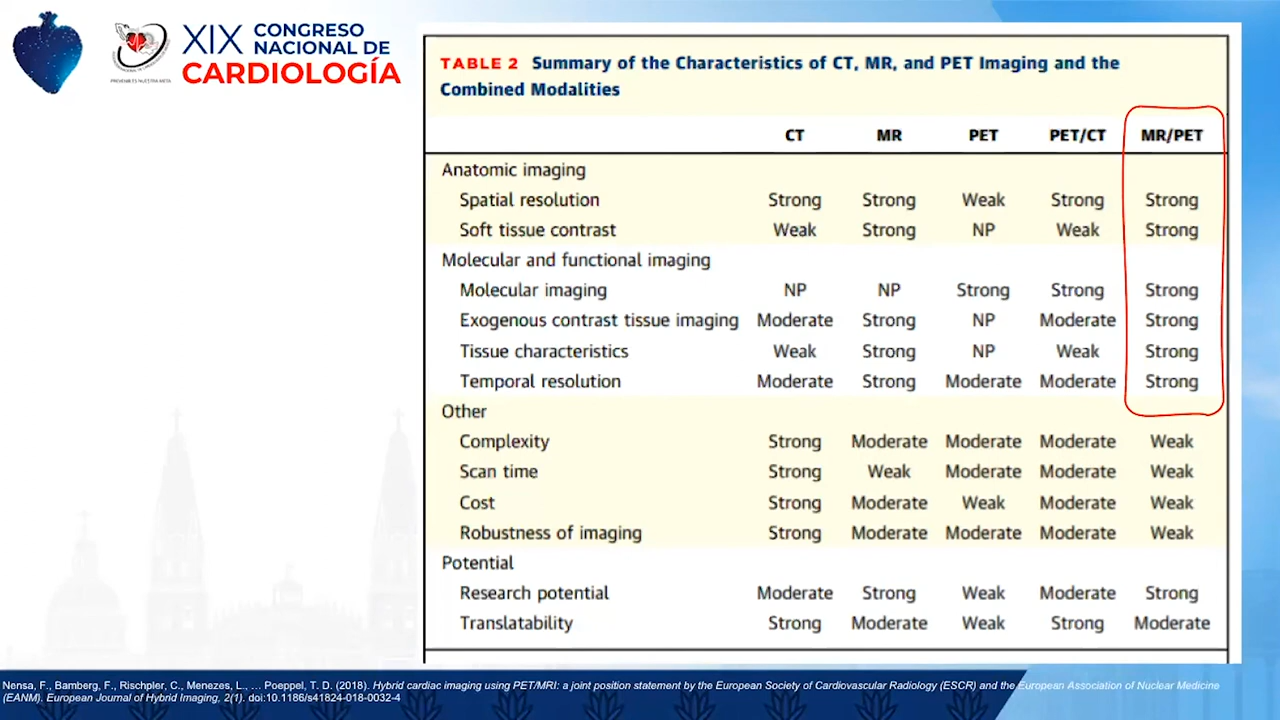 XIX CONGRESO
NACIONAL DE
CARDIOLOGÍA
TABLE 2 Summary of the Characteristics of CT, MR, and PET Imaging and the
Combined Modalities
CT MR PET PET/CT MR/PET
Anatomic imaging
Spatial resolution Strong Strong Weak Strong Strong
Soft tissue contrast Weak Strong NP Weak Strong
Molecular and functional imaging
Molecular imaging NP NP Strong Strong Strong
Exogenous contrast tissue imaging Moderate Strong NP Moderate Strong
Tissue characteristics Weak Strong NP Weak Strong
Temporal resolution Moderate Strong Moderate Moderate Strong
Other
Complexity Strong Moderate Moderate Moderate Weak
Scan time Strong Weak Moderate Moderate Weak
Cost Strong Moderate Weak Moderate Weak
Robustness of imaging Strong Moderate Moderate Moderate Weak
Potential
Research potential Moderate Strong Weak Moderate Strong
Translatability Strong Moderate Weak Strong Moderate
Nensa, F., Bamberg, F., Rischpler, C., Menezes, L., … Poeppel, T. D. (2018). Hybrid cardiac imaging using PET/MRI: a joint position statement by the European Society of Cardiovascular Radiology (ESCR) and the European Association of Nuclear Medicine
(EANM). European Journal of Hybrid Imaging, 2(1). doi:10.1186/s41824-018-0032-4